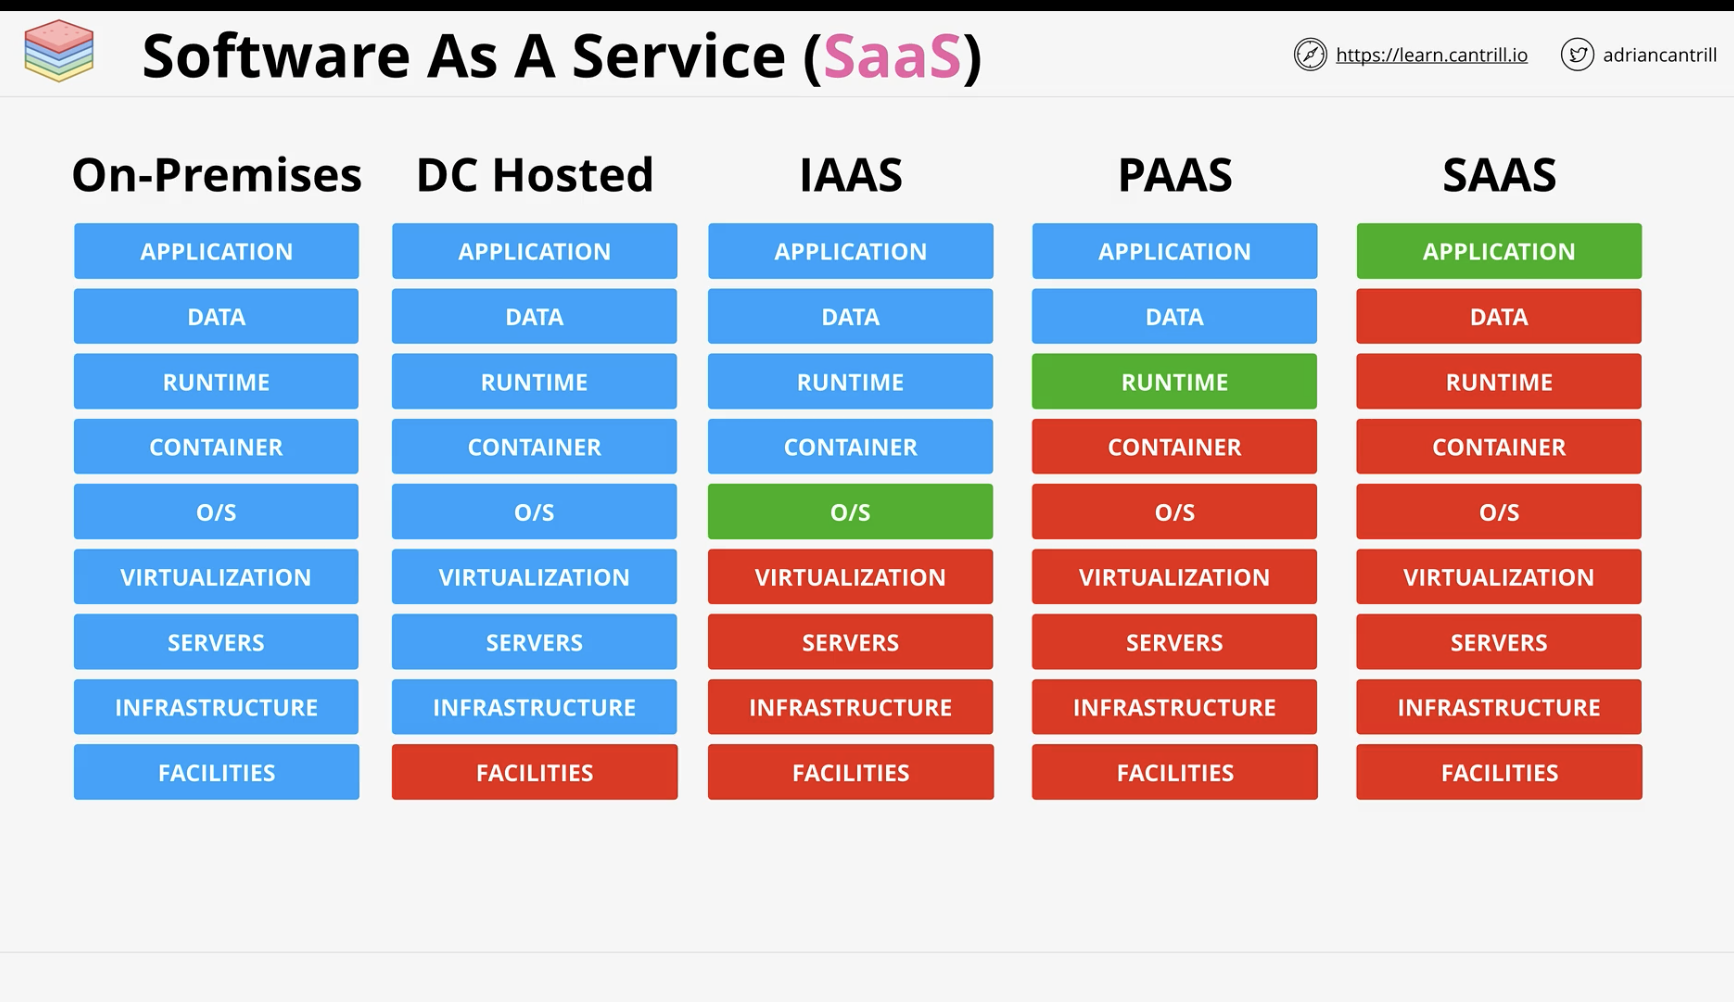 Software As A Service (SaaS)
https://learn.cantrill.io
adriancantrill
On-Premises DC Hosted IAAS PAAS SAAS
APPLICATION APPLICATION APPLICATION APPLICATION APPLICATION
DATA DATA DATA DATA DATA
RUNTIME RUNTIME RUNTIME RUNTIME RUNTIME
CONTAINER CONTAINER CONTAINER CONTAINER CONTAINER
O/S O/S O/S O/S O/S
VIRTUALIZATION VIRTUALIZATION VIRTUALIZATION VIRTUALIZATION VIRTUALIZATION
SERVERS SERVERS SERVERS SERVERS SERVERS
INFRASTRUCTURE INFRASTRUCTURE INFRASTRUCTURE INFRASTRUCTURE INFRASTRUCTURE
FACILITIES FACILITIES FACILITIES FACILITIES FACILITIES